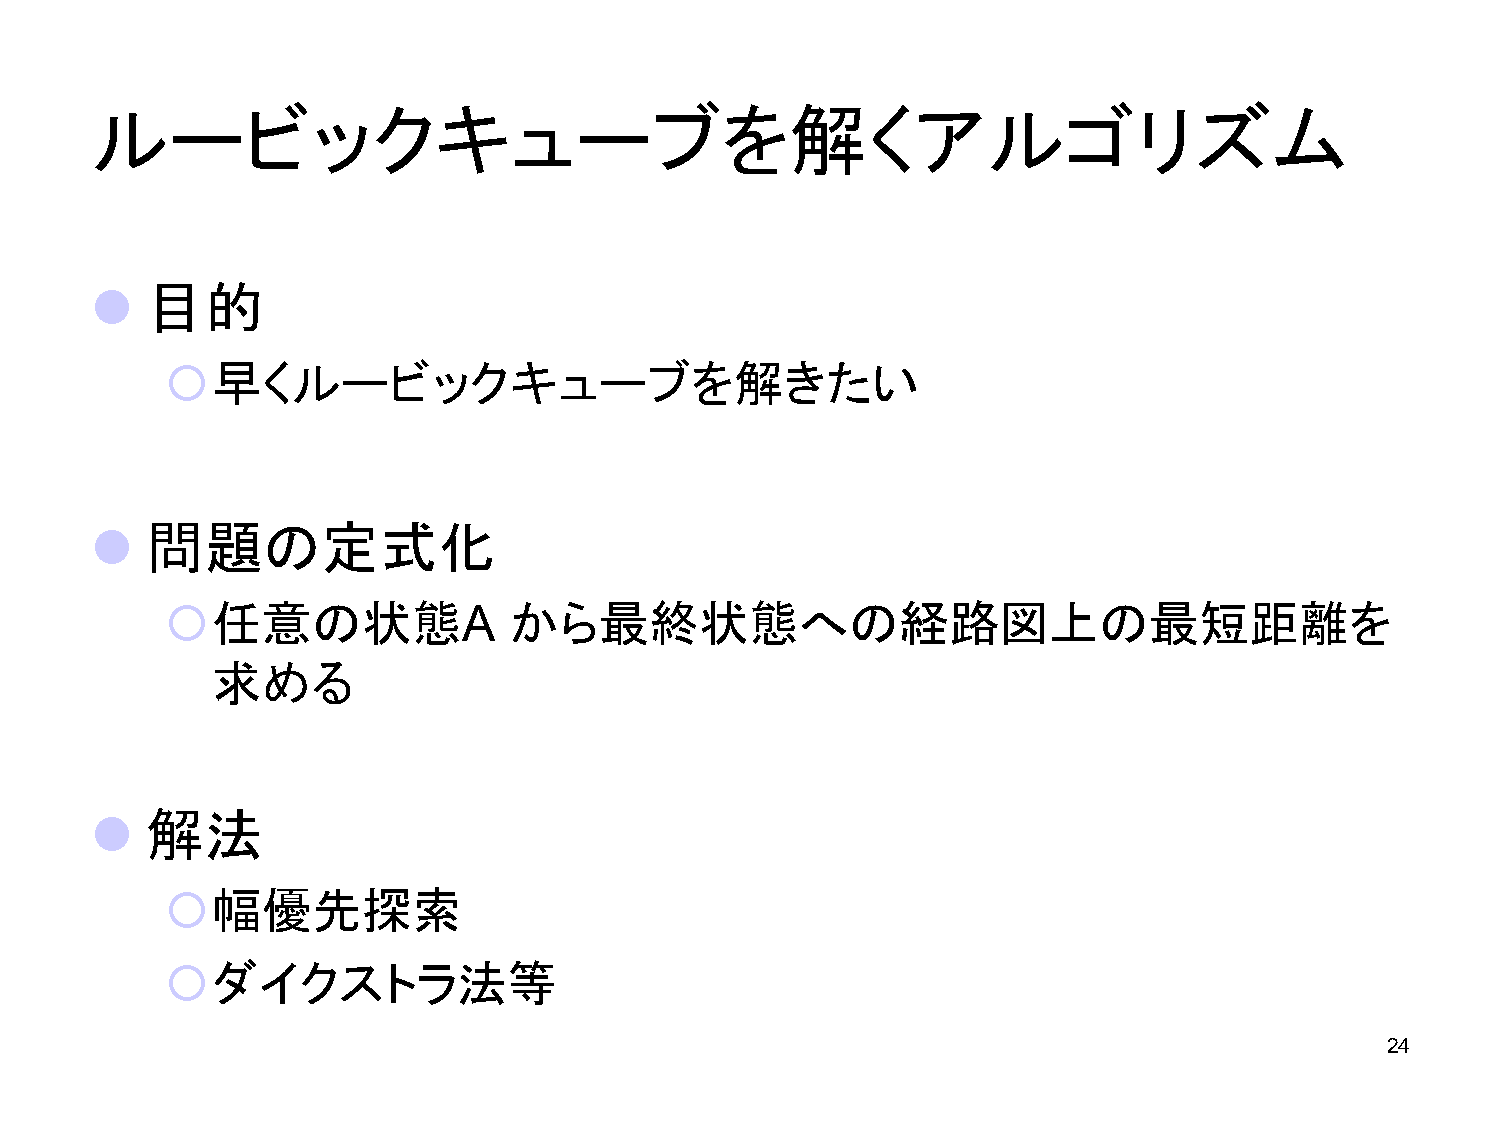 ルービックキューブを解くアルゴリズム
● 目的
○早くルービックキューブを解きたい
● 問題の定式化
○任意の状態A から最終状態への経路図上の最短距離を
求める
● 解法
○幅優先探索
○ダイクストラ法等
24